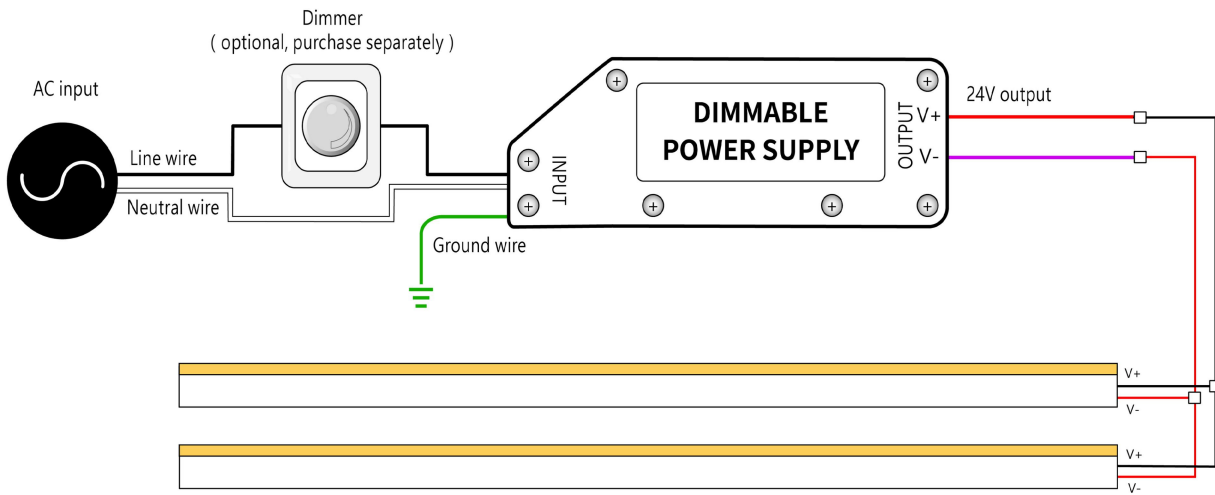 Dimmer
( optional, purchase separately )
AC input
Line wire
Neutral wire
Ground wire
INPUT
DIMMABLE
POWER SUPPLY
OUTPUT
V+
V-
24V output
V+
V-
V+
V-